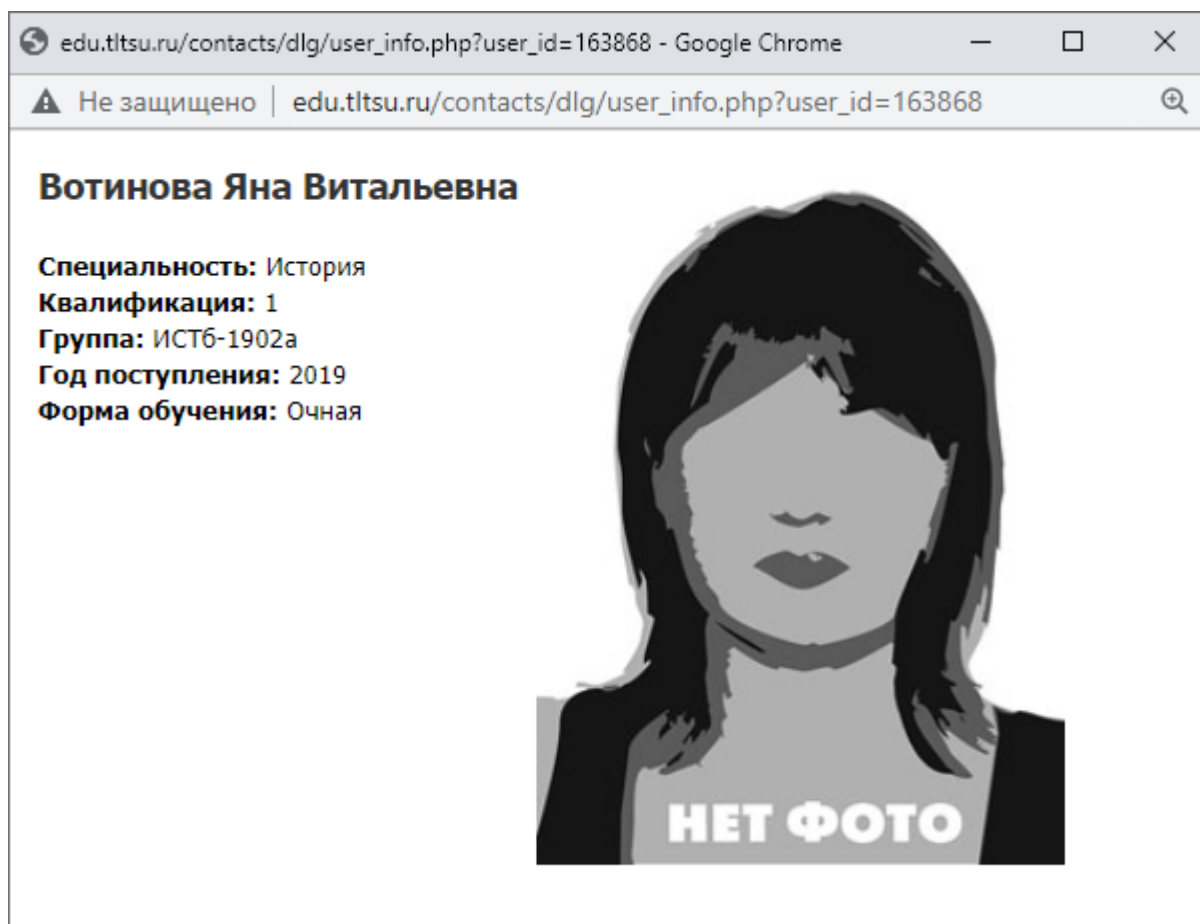 edu.tltsu.ru/contacts/dlg/user_info.php?user_id=163868 - Google Chrome
Не защищено edu.tltsu.ru/contacts/dlg/user_info.php?user_id=163868
Вотинова Яна Витальевна
Специальность: История
Квалификация: 1
Группа: ИСТб-1902а
Год поступления: 2019
Форма обучения: Очная
НЕТ ФОТО